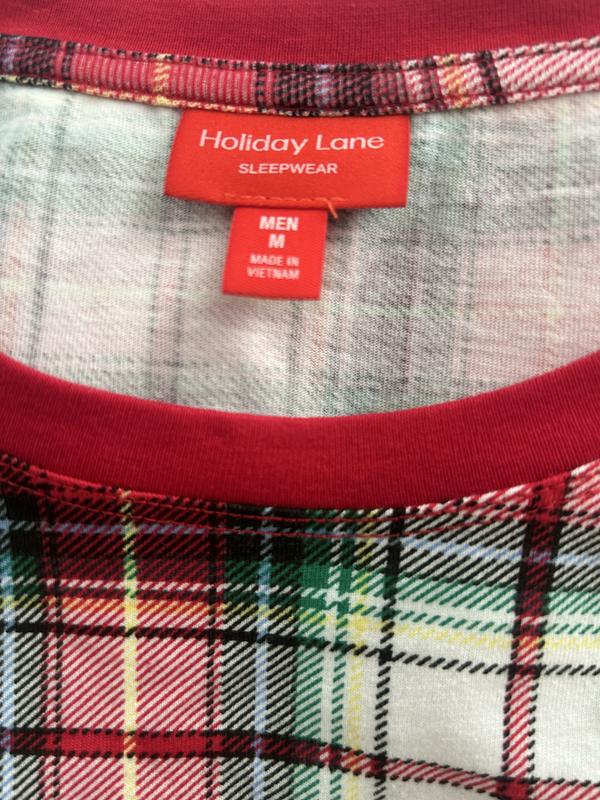 Holiday Lane
SLEEPWEAR
MEN
M
MADE IN
VIETNAM